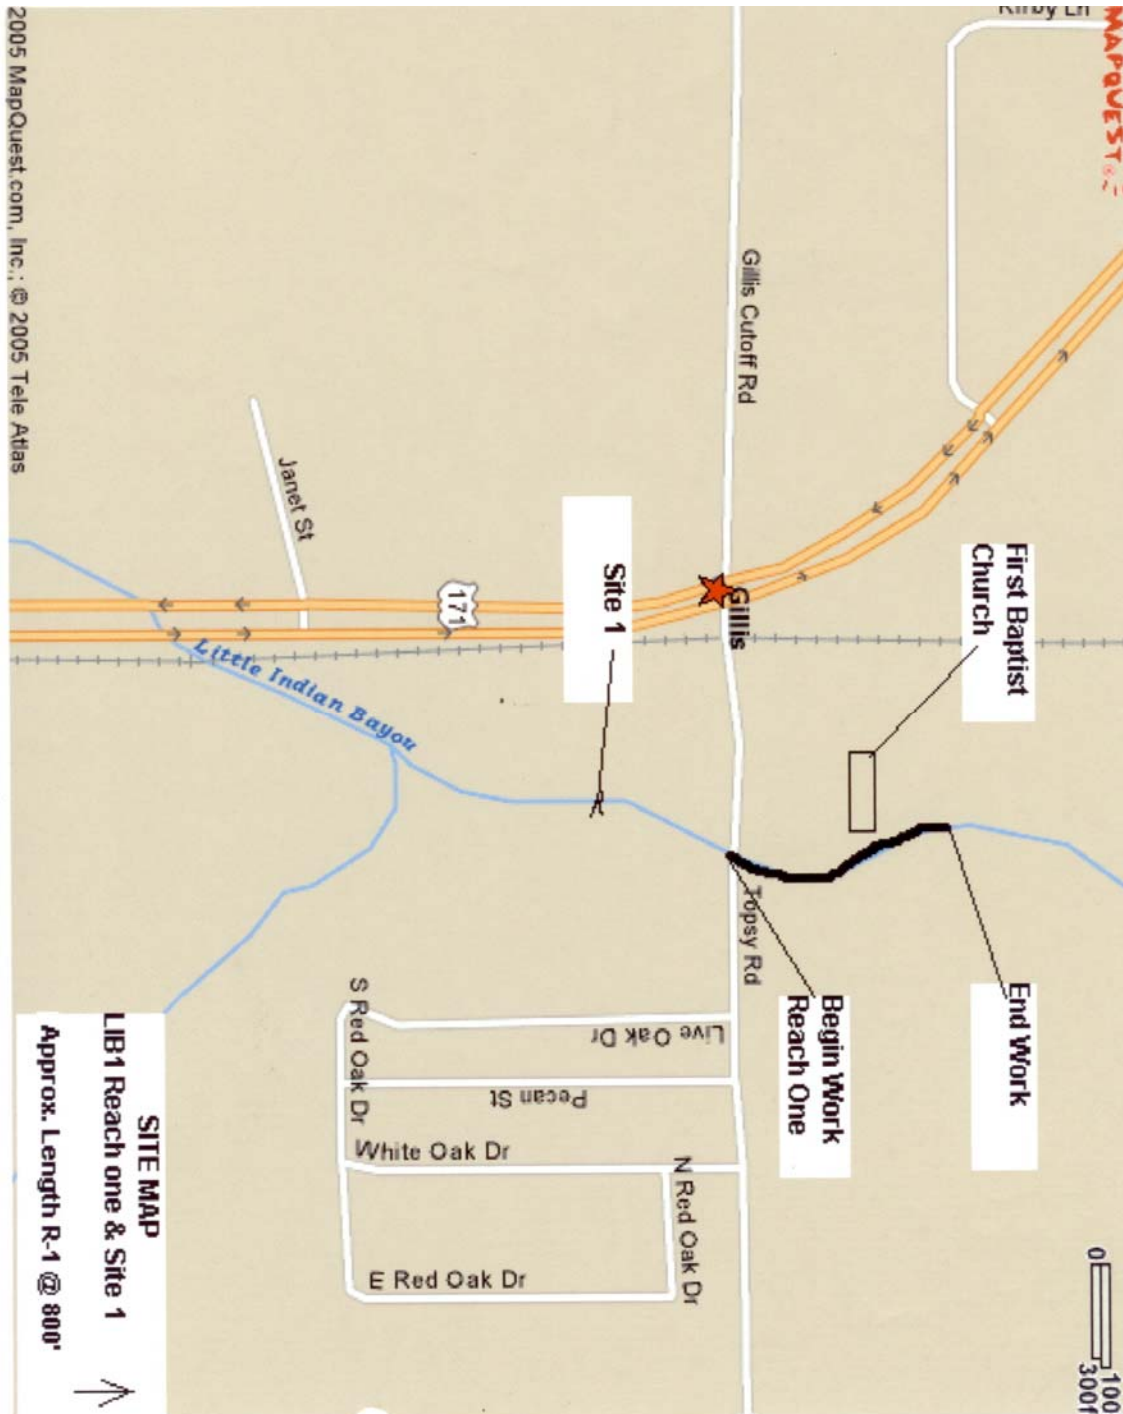 MAPQUEST
Kirby Ln
First Baptist
Church
End Work
0 100
300f
Gillis Cutoff Rd
Gillis
Topsy Rd
Begin Work
Reach One
Site 1
171
Janet St
Little Indian Bayou
Live Oak Dr
Pecan St
White Oak Dr
N Red Oak Dr
S Red Oak Dr
E Red Oak Dr
SITE MAP
LIB1 Reach one & Site 1
Approx. Length R-1 @ 800'
2005 MapQuest.com, Inc.; © 2005 Tele Atlas